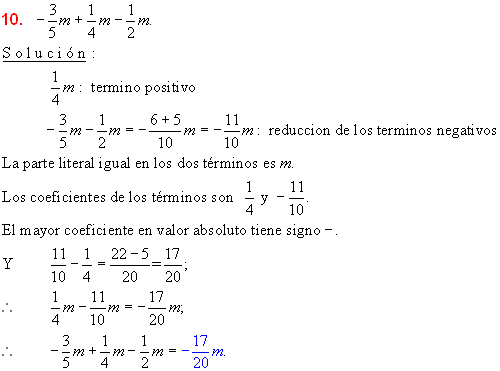 10. $-\frac{3}{5}m+\frac{1}{4}m-\frac{1}{2}m.$
Solución:
$\frac{1}{4}m:$ termino positivo
$-\frac{3}{5}m-\frac{1}{2}m=-\frac{6+5}{10}m=-\frac{11}{10}m:$ reduccion de los terminos negativos
La parte literal igual en los dos términos es m.
Los coefícientes de los términos son $\frac{1}{4}$ y $-\frac{11}{10}.$
El mayor coeficiente en valor absoluto tiene signo −.
Y $\frac{11}{10}-\frac{1}{4}=\frac{22-5}{20}=\frac{17}{20};$
∴ $\frac{1}{4}m-\frac{11}{10}m=-\frac{17}{20}m;$
∴ $-\frac{3}{5}m+\frac{1}{4}m-\frac{1}{2}m=-\frac{17}{20}m.$